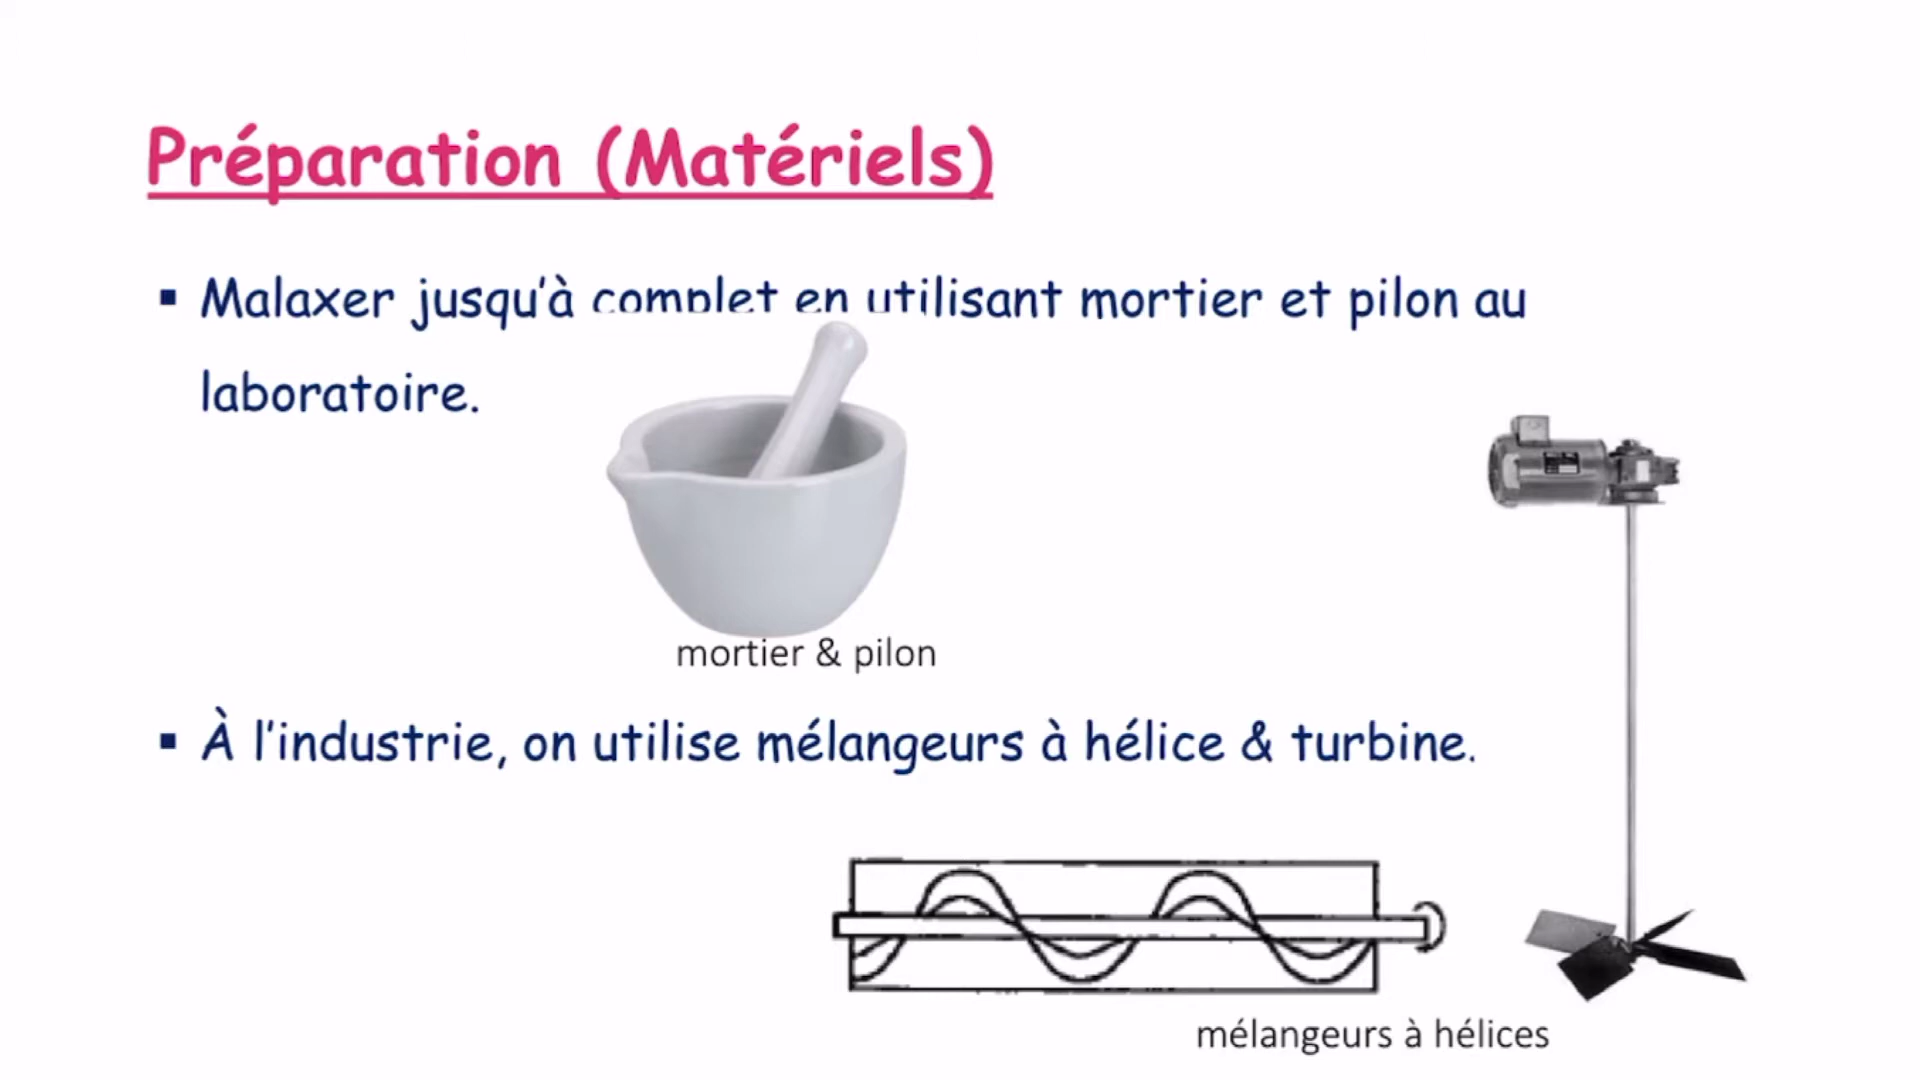 Préparation (Matériels)
▪ Malaxer jusqu’à complet en utilisant mortier et pilon au
laboratoire.
mortier & pilon
▪ À l’industrie, on utilise mélangeurs à hélice & turbine.
mélangeurs à hélices